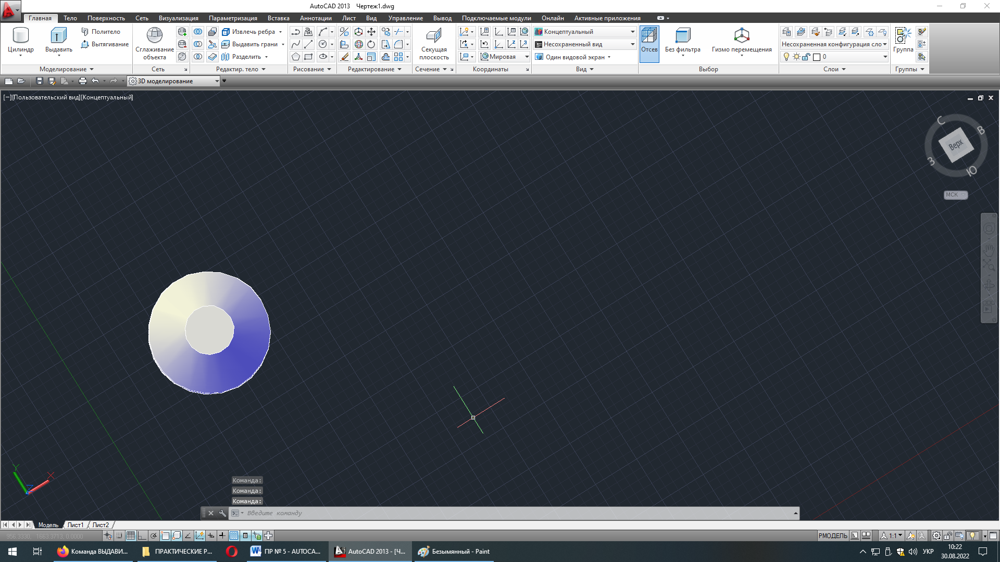 AutoCAD 2013 Чертеж1.dwg
Главная Тело Поверхность Сеть Визуализация Параметризация Вставка Аннотации Лист Вид Управление Вывод Подключаемые модули Онлайн Активные приложения
Цилиндр
Выдавить
Политело
Вытягивание
Сглаживание объекта
Извлечь ребра
Выдавить грани
Разделить
Секущая плоскость
Мировая
Концептуальный
Несохраненный вид
Один видовой экран
Отсев
Без фильтра
Гизмо перемещения
Несохраненная конфигурация сло
0
Группа
Моделирование Сеть Редактир. тело Рисование Редактирование Сечение Координаты Вид Выбор Слои Группы
3D моделирование
[−][Пользовательский вид][Концептуальный]
С
В
Верх
З
Ю
МСК
Y
X
Z
Команда:
Команда:
Команда:
Введите команду
Модель Лист1 Лист2
956.3330, 1663.3713, 0.0000
РМОДЕЛЬ
1:1
Команда ВЫДАВИ...
ПРАКТИЧЕСКИЕ Р...
ПР № 5 - AUTOCA...
AutoCAD 2013 - [Ч...
Безымянный - Paint
УКР
10:22
30.08.2022